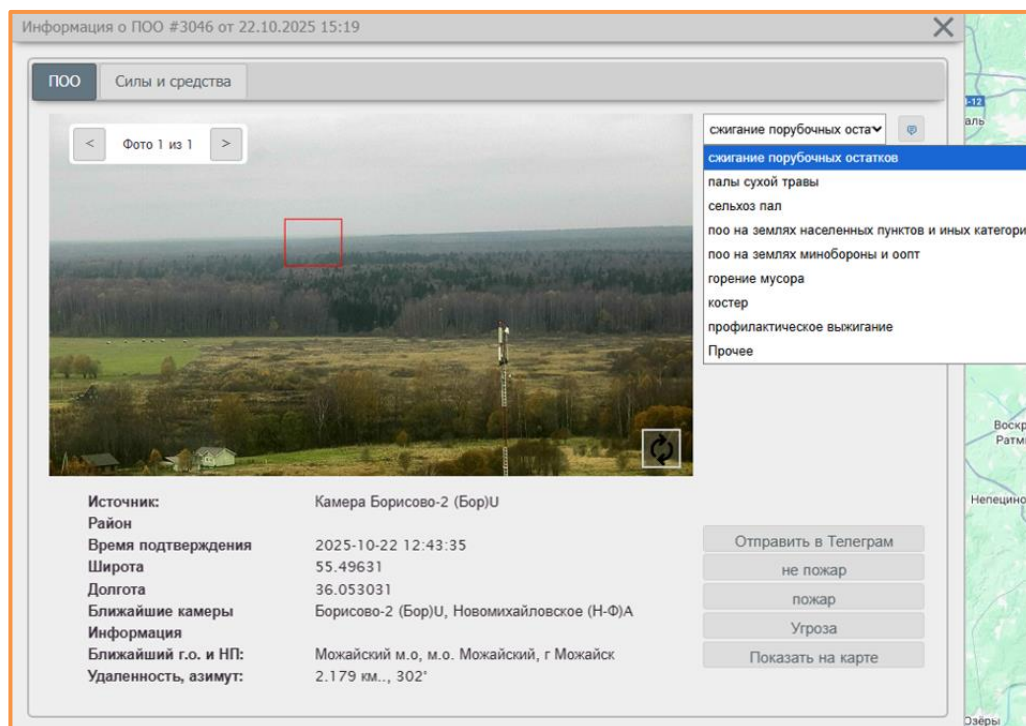 Информация о ПОО #3046 от 22.10.2025 15:19
ПОО Силы и средства
< Фото 1 из 1 >
сжигание порубочных оста
сжигание порубочных остатков
палы сухой травы
сельхоз пал
поо на землях населенных пунктов и иных категори
поо на землях минобороны и оопт
горение мусора
костер
профилактическое выжигание
Прочее
Источник: Камера Борисово-2 (Бор)U
Район
Время подтверждения 2025-10-22 12:43:35
Широта 55.49631
Долгота 36.053031
Ближайшие камеры Борисово-2 (Бор)U, Новомихайловское (Н-Ф)А
Информация
Ближайший г.о. и НП: Можайский м.о, м.о. Можайский, г Можайск
Удаленность, азимут: 2.179 км.., 302°
Отправить в Телеграм
не пожар
пожар
Угроза
Показать на карте
-12
аль
Воскр
Ратми
Непецино
Озёры